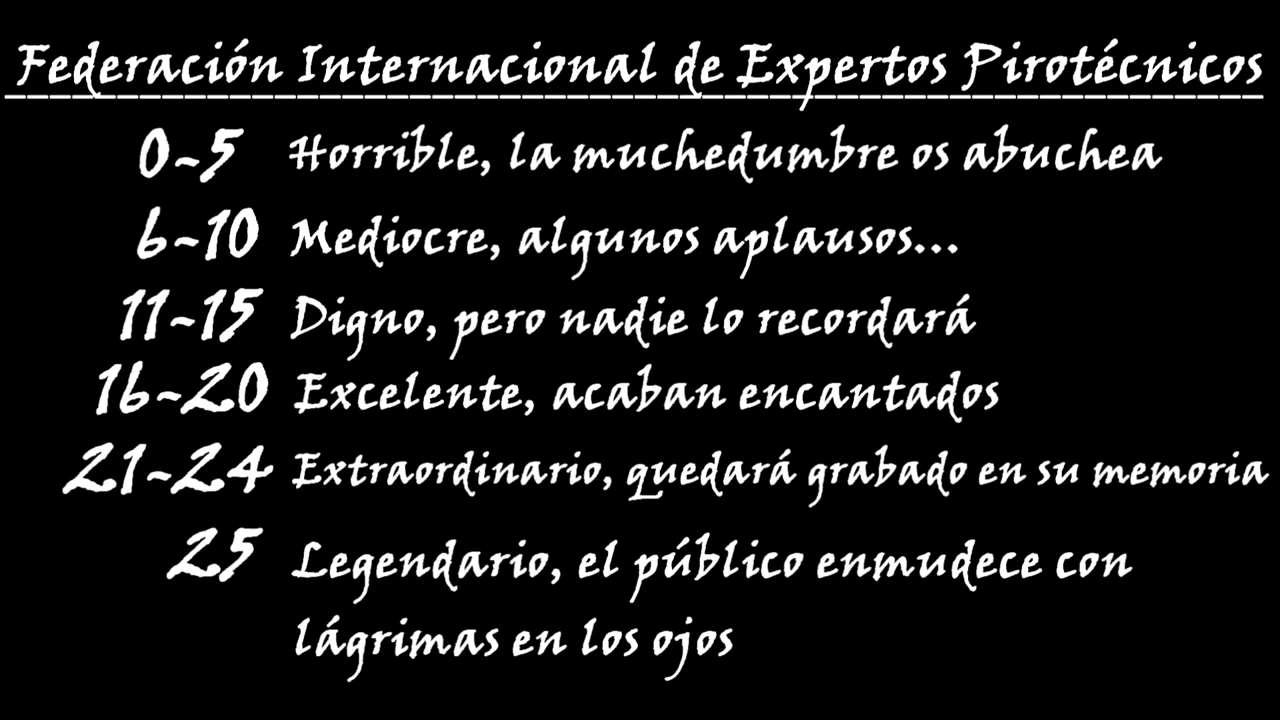 Federación Internacional de Expertos Pirotécnicos
0-5 Horrible, la muchedumbre os abuchea
6-10 Mediocre, algunos aplausos...
11-15 Digno, pero nadie lo recordará
16-20 Excelente, acaban encantados
21-24 Extraordinario, quedará grabado en su memoria
25 Legendario, el público enmudece con
lágrimas en los ojos